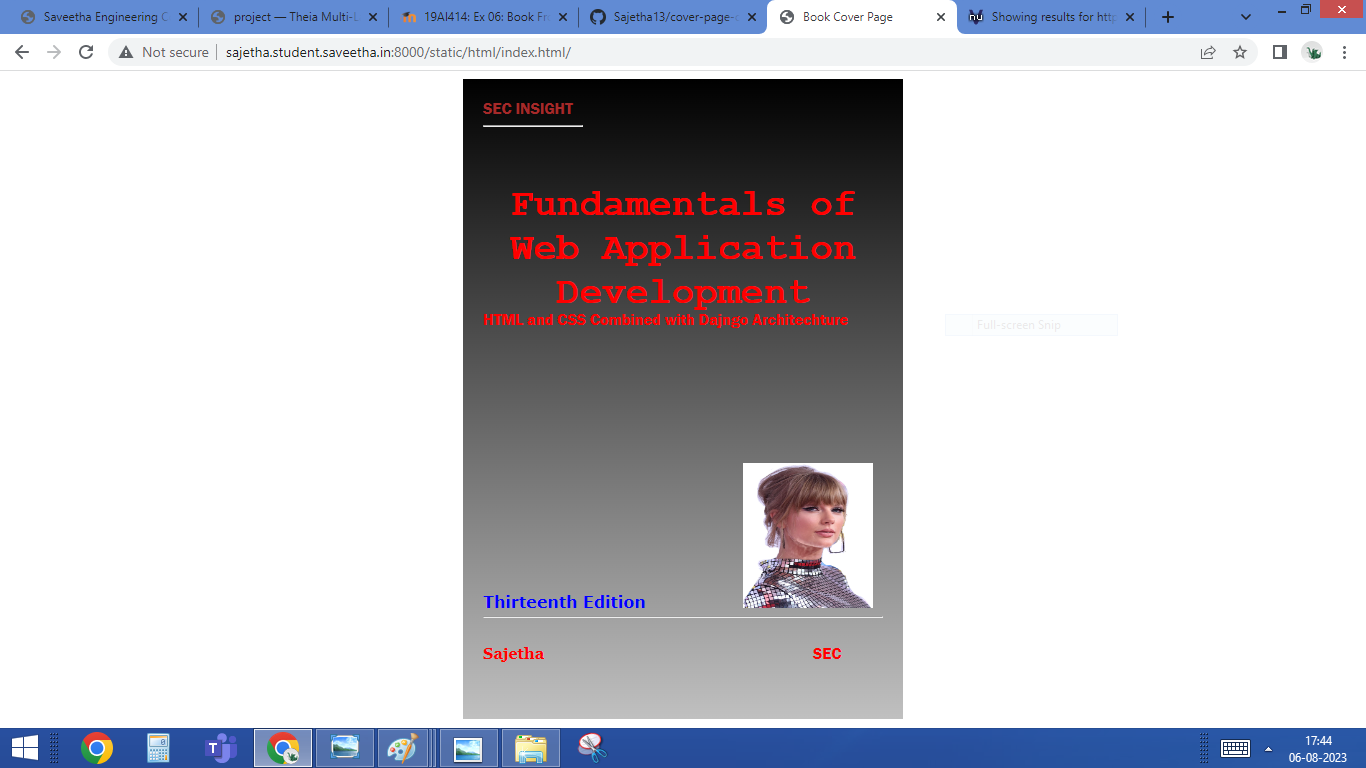 Saveetha Engineering C
project — Theia Multi-L
19AI414: Ex 06: Book Fr
Sajetha13/cover-page-
Book Cover Page
Showing results for http
Not secure
sajetha.student.saveetha.in:8000/static/html/index.html/
SEC INSIGHT
Fundamentals of
Web Application
Development
HTML and CSS Combined with Dajngo Architechture
Full-screen Snip
Thirteenth Edition
Sajetha SEC
17:44
06-08-2023